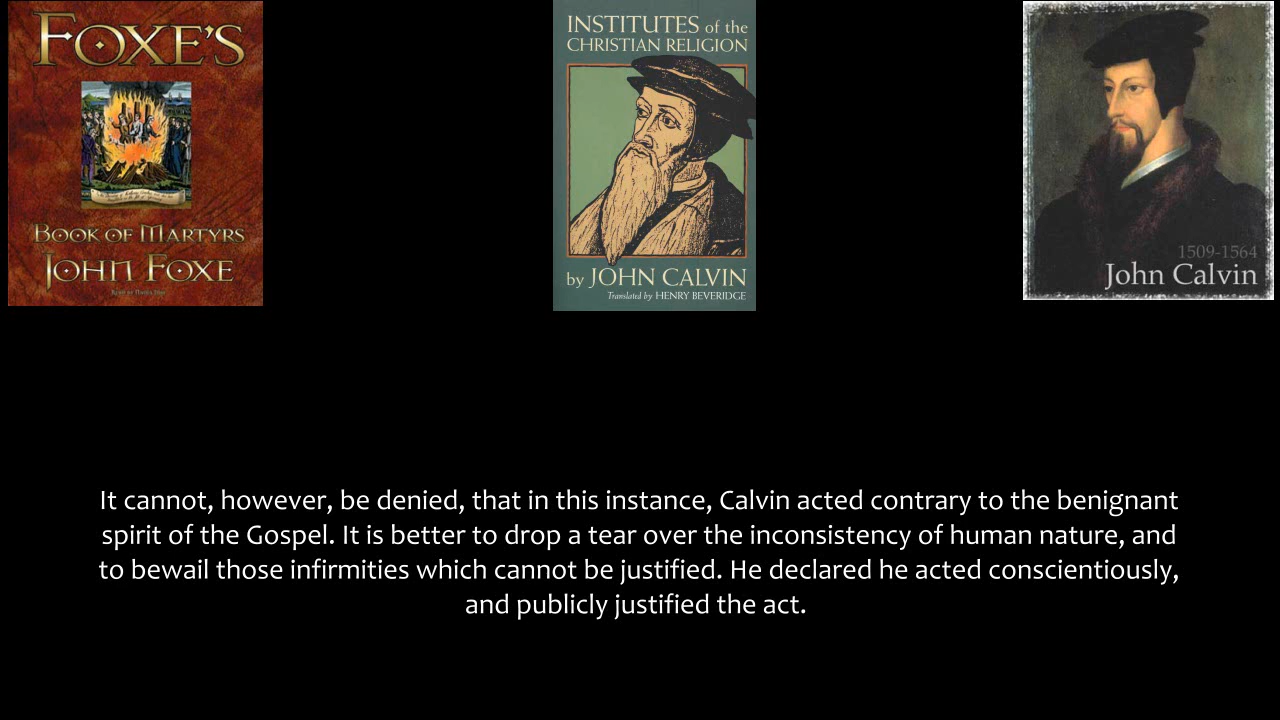 FOXE'S
BOOK OF MARTYRS
JOHN FOXE
INSTITUTES of the
CHRISTIAN RELIGION
by JOHN CALVIN
Translated by HENRY BEVERIDGE
1509-1564
John Calvin
It cannot, however, be denied, that in this instance, Calvin acted contrary to the benignant
spirit of the Gospel. It is better to drop a tear over the inconsistency of human nature, and
to bewail those infirmities which cannot be justified. He declared he acted conscientiously,
and publicly justified the act.